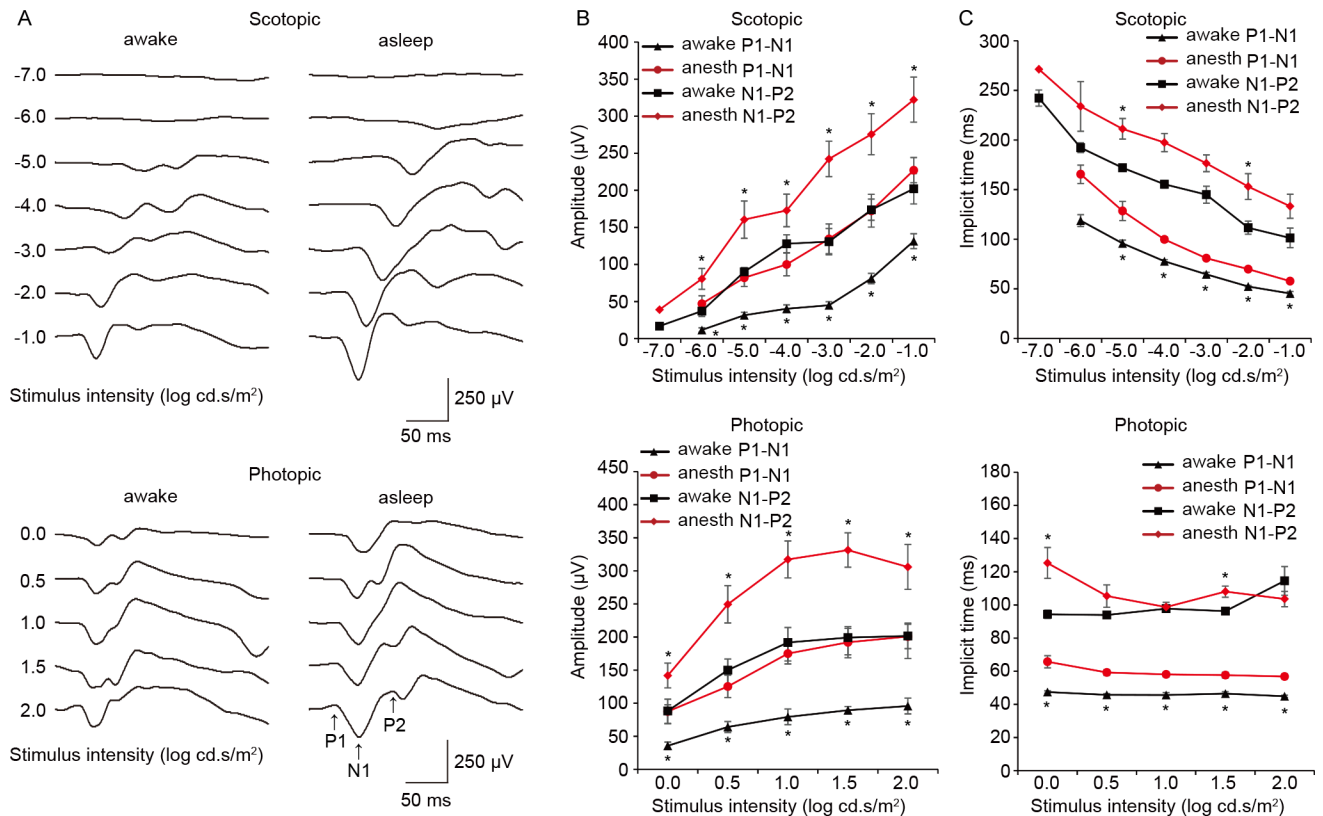 A
Scotopic
awake
asleep
-7.0
-6.0
-5.0
-4.0
-3.0
-2.0
-1.0
Stimulus intensity (log cd.s/m²)
250 µV
50 ms
Photopic
awake
asleep
0.0
0.5
1.0
1.5
2.0
↑ ↑ ↑
P1 N1 P2
Stimulus intensity (log cd.s/m²)
250 µV
50 ms
B
Scotopic
awake P1-N1
anesth P1-N1
awake N1-P2
anesth N1-P2
Amplitude (µV)
400
350
300
250
200
150
100
50
0
* * * * * *
* * * * * *
-7.0 -6.0 -5.0 -4.0 -3.0 -2.0 -1.0
Stimulus intensity (log cd.s/m²)
Photopic
awake P1-N1
anesth P1-N1
awake N1-P2
anesth N1-P2
Amplitude (µV)
450
400
350
300
250
200
150
100
50
0
* * * * *
* * * * *
0.0 0.5 1.0 1.5 2.0
Stimulus intensity (log cd.s/m²)
C
Scotopic
awake P1-N1
anesth P1-N1
awake N1-P2
anesth N1-P2
Implicit time (ms)
300
250
200
150
100
50
0
* *
* * * * *
-7.0 -6.0 -5.0 -4.0 -3.0 -2.0 -1.0
Stimulus intensity (log cd.s/m²)
Photopic
awake P1-N1
anesth P1-N1
awake N1-P2
anesth N1-P2
Implicit time (ms)
180
160
140
120
100
80
60
40
20
0
* *
* * * * *
0.0 0.5 1.0 1.5 2.0
Stimulus intensity (log cd.s/m²)